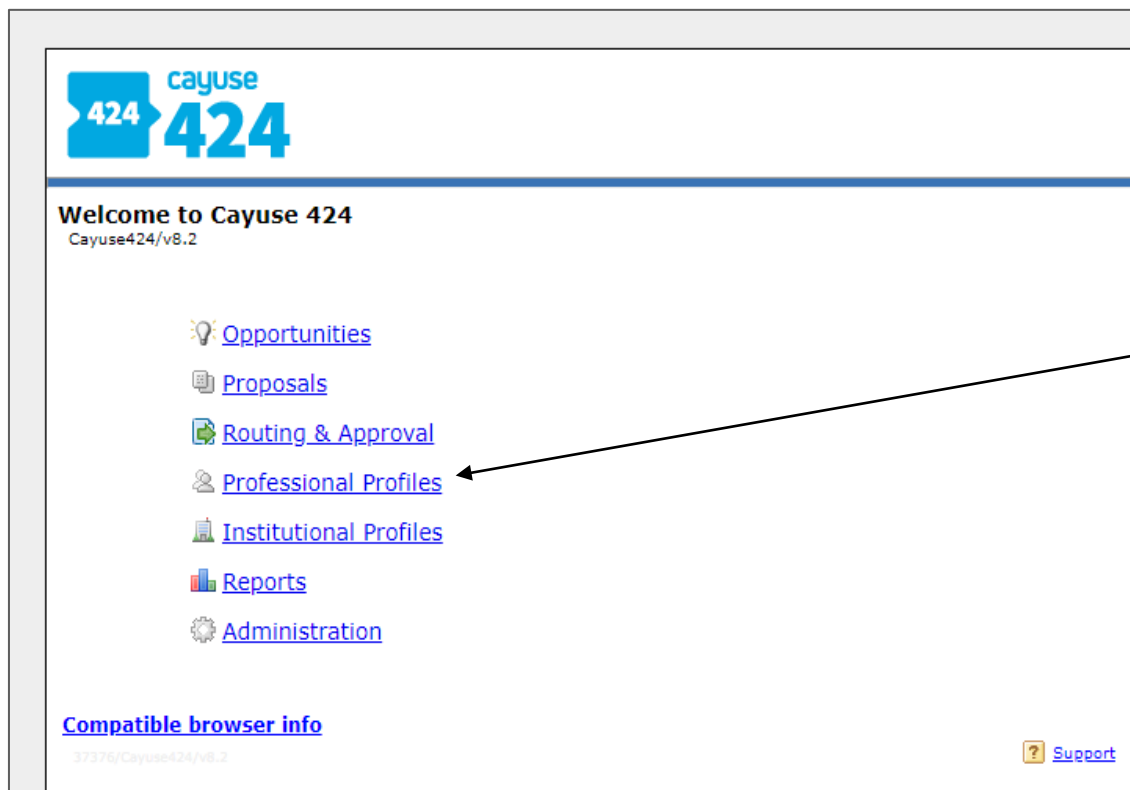 424
cayuse
424
Welcome to Cayuse 424
Cayuse424/v8.2
Opportunities
Proposals
Routing & Approval
Professional Profiles
Institutional Profiles
Reports
Administration
Compatible browser info
37376/Cayuse424/v8.2
? Support